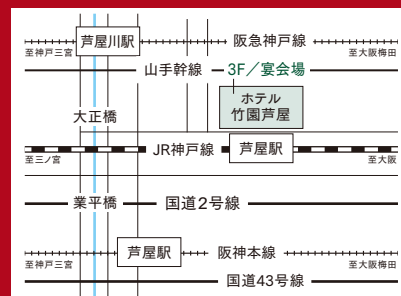 芦屋川駅
阪急神戸線
至神戸三宮
至大阪梅田
山手幹線
3F／宴会場
ホテル
竹園芦屋
大正橋
JR神戸線
芦屋駅
至三ノ宮
至大阪
業平橋
国道2号線
芦屋駅
阪神本線
至神戸三宮
至大阪梅田
国道43号線